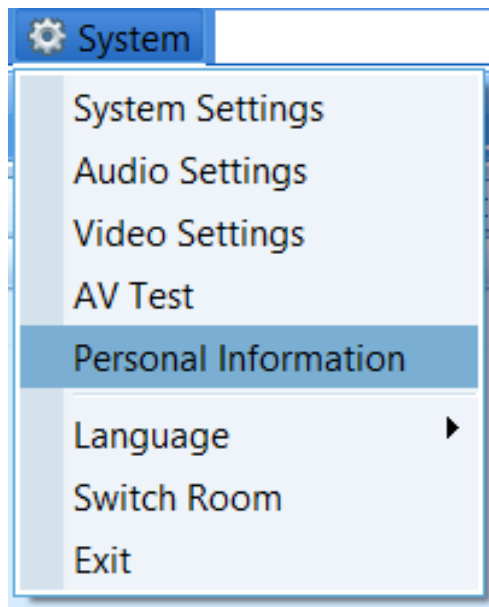 System
System Settings
Audio Settings
Video Settings
AV Test
Personal Information
Language
Switch Room
Exit